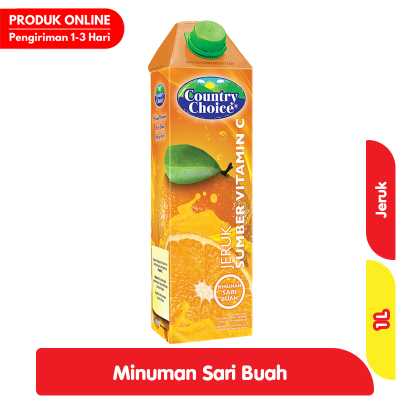 PRODUK ONLINE
Pengiriman 1-3 Hari
Country
Choice
JERUK
SUMBER VITAMIN C
MINUMAN
SARI
BUAH
Jeruk
1L
Minuman Sari Buah